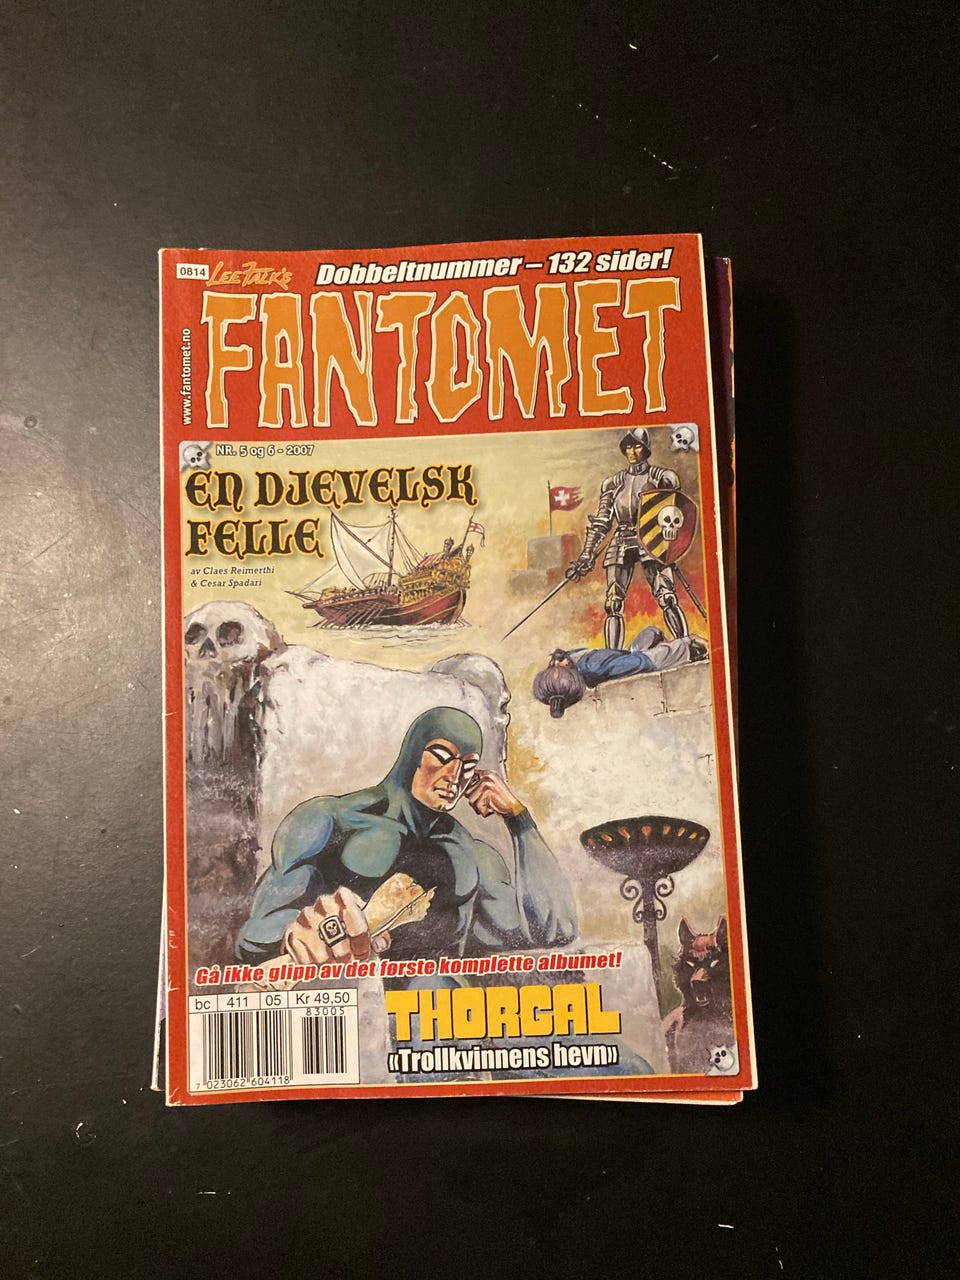 0814
LEE FALK'S
Dobbeltnummer – 132 sider!
FANTOMET
www.fantomet.no
NR. 5 og 6 - 2007
EN DJEVELSK
FELLE
av Claes Reimerthi
& Cesar Spadari
Gå ikke glipp av det første komplette albumet!
bc 411 05 Kr 49,50
83005
7 023062 604118
THORGAL
«Trollkvinnens hevn»